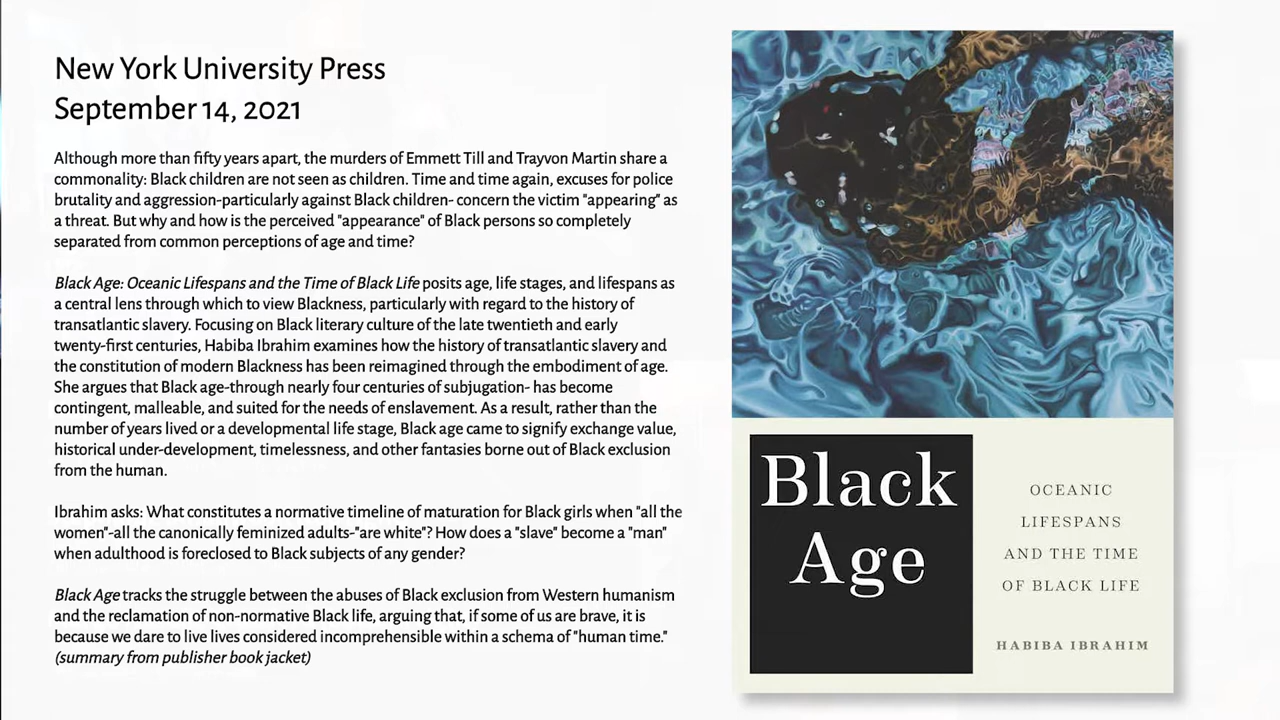 New York University Press
September 14, 2021
Although more than fifty years apart, the murders of Emmett Till and Trayvon Martin share a
commonality: Black children are not seen as children. Time and time again, excuses for police
brutality and aggression-particularly against Black children- concern the victim "appearing" as
a threat. But why and how is the perceived "appearance" of Black persons so completely
separated from common perceptions of age and time?
Black Age: Oceanic Lifespans and the Time of Black Life posits age, life stages, and lifespans as
a central lens through which to view Blackness, particularly with regard to the history of
transatlantic slavery. Focusing on Black literary culture of the late twentieth and early
twenty-first centuries, Habiba Ibrahim examines how the history of transatlantic slavery and
the constitution of modern Blackness has been reimagined through the embodiment of age.
She argues that Black age-through nearly four centuries of subjugation- has become
contingent, malleable, and suited for the needs of enslavement. As a result, rather than the
number of years lived or a developmental life stage, Black age came to signify exchange value,
historical under-development, timelessness, and other fantasies borne out of Black exclusion
from the human.
Ibrahim asks: What constitutes a normative timeline of maturation for Black girls when "all the
women"-all the canonically feminized adults-"are white"? How does a "slave" become a "man"
when adulthood is foreclosed to Black subjects of any gender?
Black Age tracks the struggle between the abuses of Black exclusion from Western humanism
and the reclamation of non-normative Black life, arguing that, if some of us are brave, it is
because we dare to live lives considered incomprehensible within a schema of "human time."
(summary from publisher book jacket)
Black
Age
OCEANIC
LIFESPANS
AND THE TIME
OF BLACK LIFE
HABIBA IBRAHIM